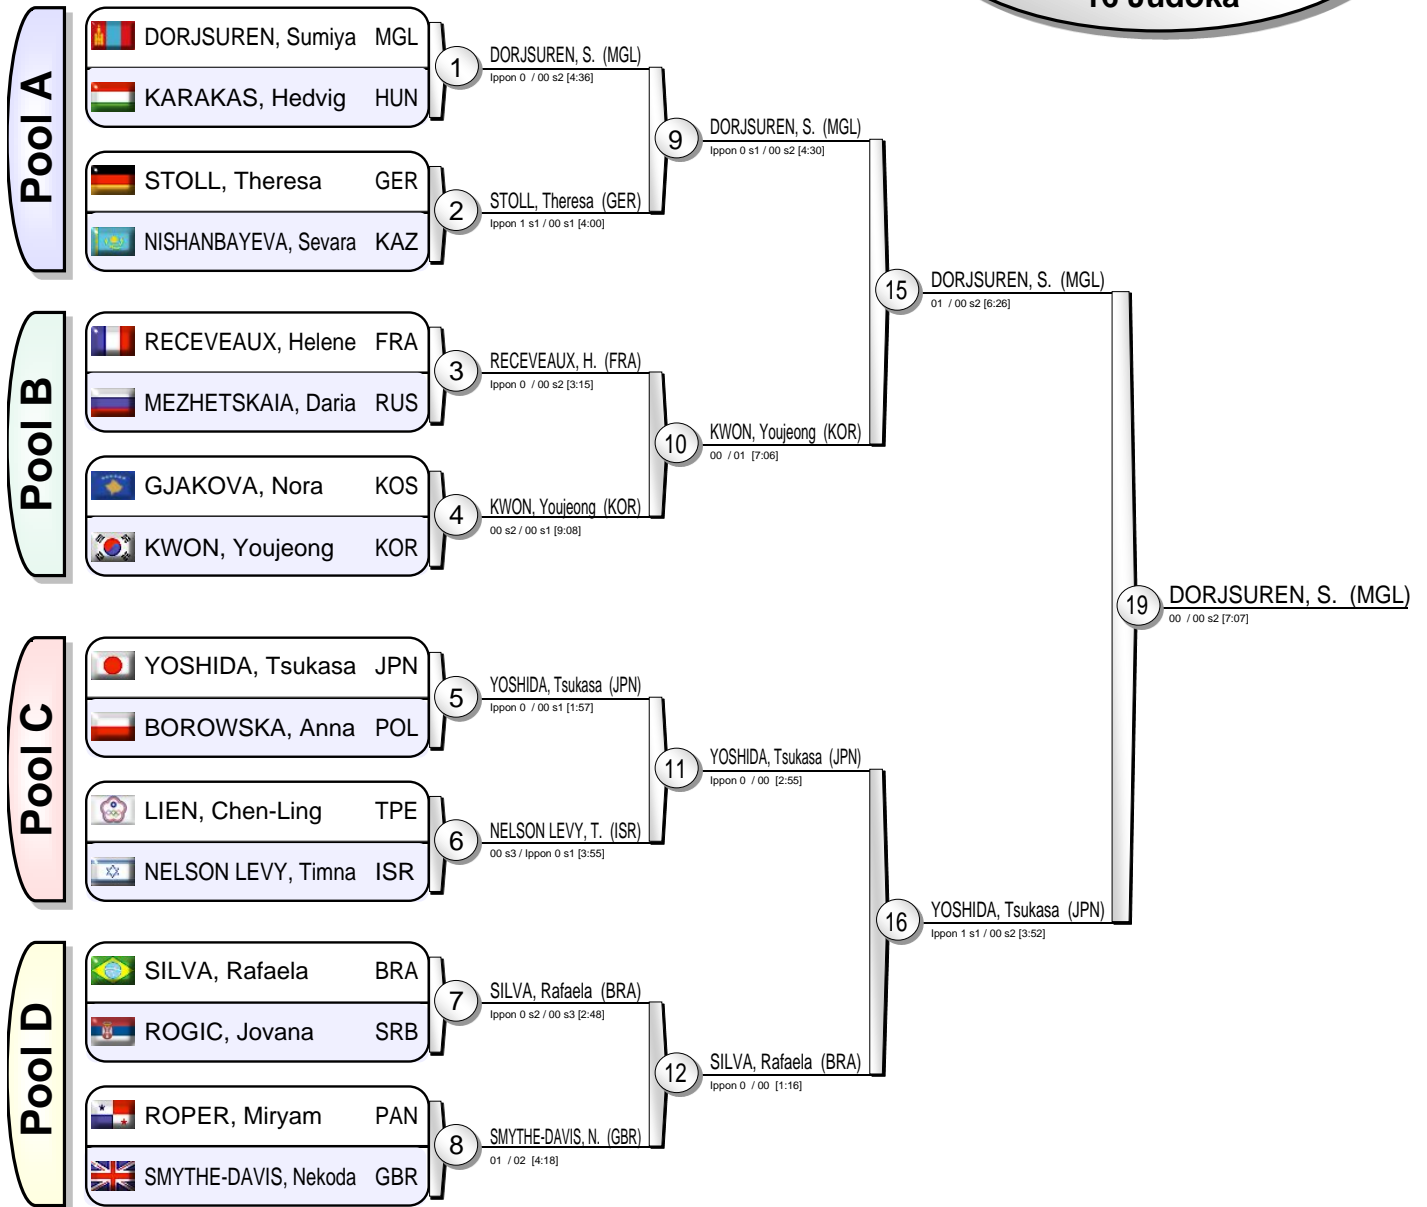 16 Judoka
Pool A
DORJSUREN, Sumiya MGL
KARAKAS, Hedvig HUN
STOLL, Theresa GER
NISHANBAYEVA, Sevara KAZ
1
DORJSUREN, S. (MGL)
Ippon 0 / 00 s2 [4:36]
2
STOLL, Theresa (GER)
Ippon 1 s1 / 00 s1 [4:00]
9
DORJSUREN, S. (MGL)
Ippon 0 s1 / 00 s2 [4:30]
Pool B
RECEVEAUX, Helene FRA
MEZHETSKAIA, Daria RUS
GJAKOVA, Nora KOS
KWON, Youjeong KOR
3
RECEVEAUX, H. (FRA)
Ippon 0 / 00 s2 [3:15]
4
KWON, Youjeong (KOR)
00 s2 / 00 s1 [9:08]
10
KWON, Youjeong (KOR)
00 / 01 [7:06]
15
DORJSUREN, S. (MGL)
01 / 00 s2 [6:26]
Pool C
YOSHIDA, Tsukasa JPN
BOROWSKA, Anna POL
LIEN, Chen-Ling TPE
NELSON LEVY, Timna ISR
5
YOSHIDA, Tsukasa (JPN)
Ippon 0 / 00 s1 [1:57]
6
NELSON LEVY, T. (ISR)
00 s3 / Ippon 0 s1 [3:55]
11
YOSHIDA, Tsukasa (JPN)
Ippon 0 / 00 [2:55]
Pool D
SILVA, Rafaela BRA
ROGIC, Jovana SRB
ROPER, Miryam PAN
SMYTHE-DAVIS, Nekoda GBR
7
SILVA, Rafaela (BRA)
Ippon 0 s2 / 00 s3 [2:48]
8
SMYTHE-DAVIS, N. (GBR)
01 / 02 [4:18]
12
SILVA, Rafaela (BRA)
Ippon 0 / 00 [1:16]
16
YOSHIDA, Tsukasa (JPN)
Ippon 1 s1 / 00 s2 [3:52]
19
DORJSUREN, S. (MGL)
00 / 00 s2 [7:07]